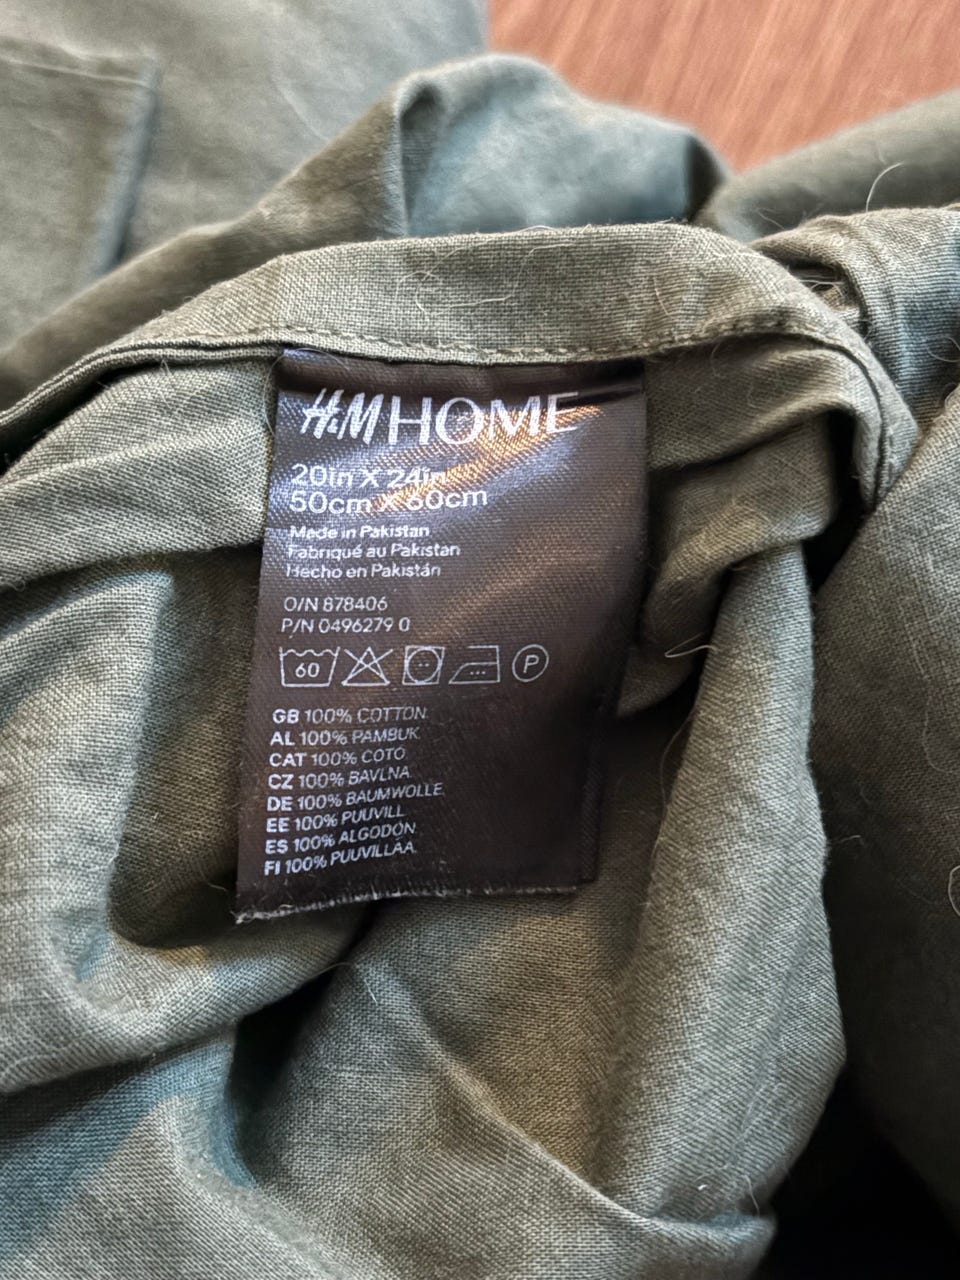 H&M HOME
20in X 24in
50cm X 60cm
Made in Pakistan
Fabriqué au Pakistan
Hecho en Pakistán
O/N 878406
P/N 0496279 0
60 P
GB 100% COTTON
AL 100% PAMBUK
CAT 100% COTÓ
CZ 100% BAVLNA
DE 100% BAUMWOLLE
EE 100% PUUVILL
ES 100% ALGODÓN
FI 100% PUUVILLAA